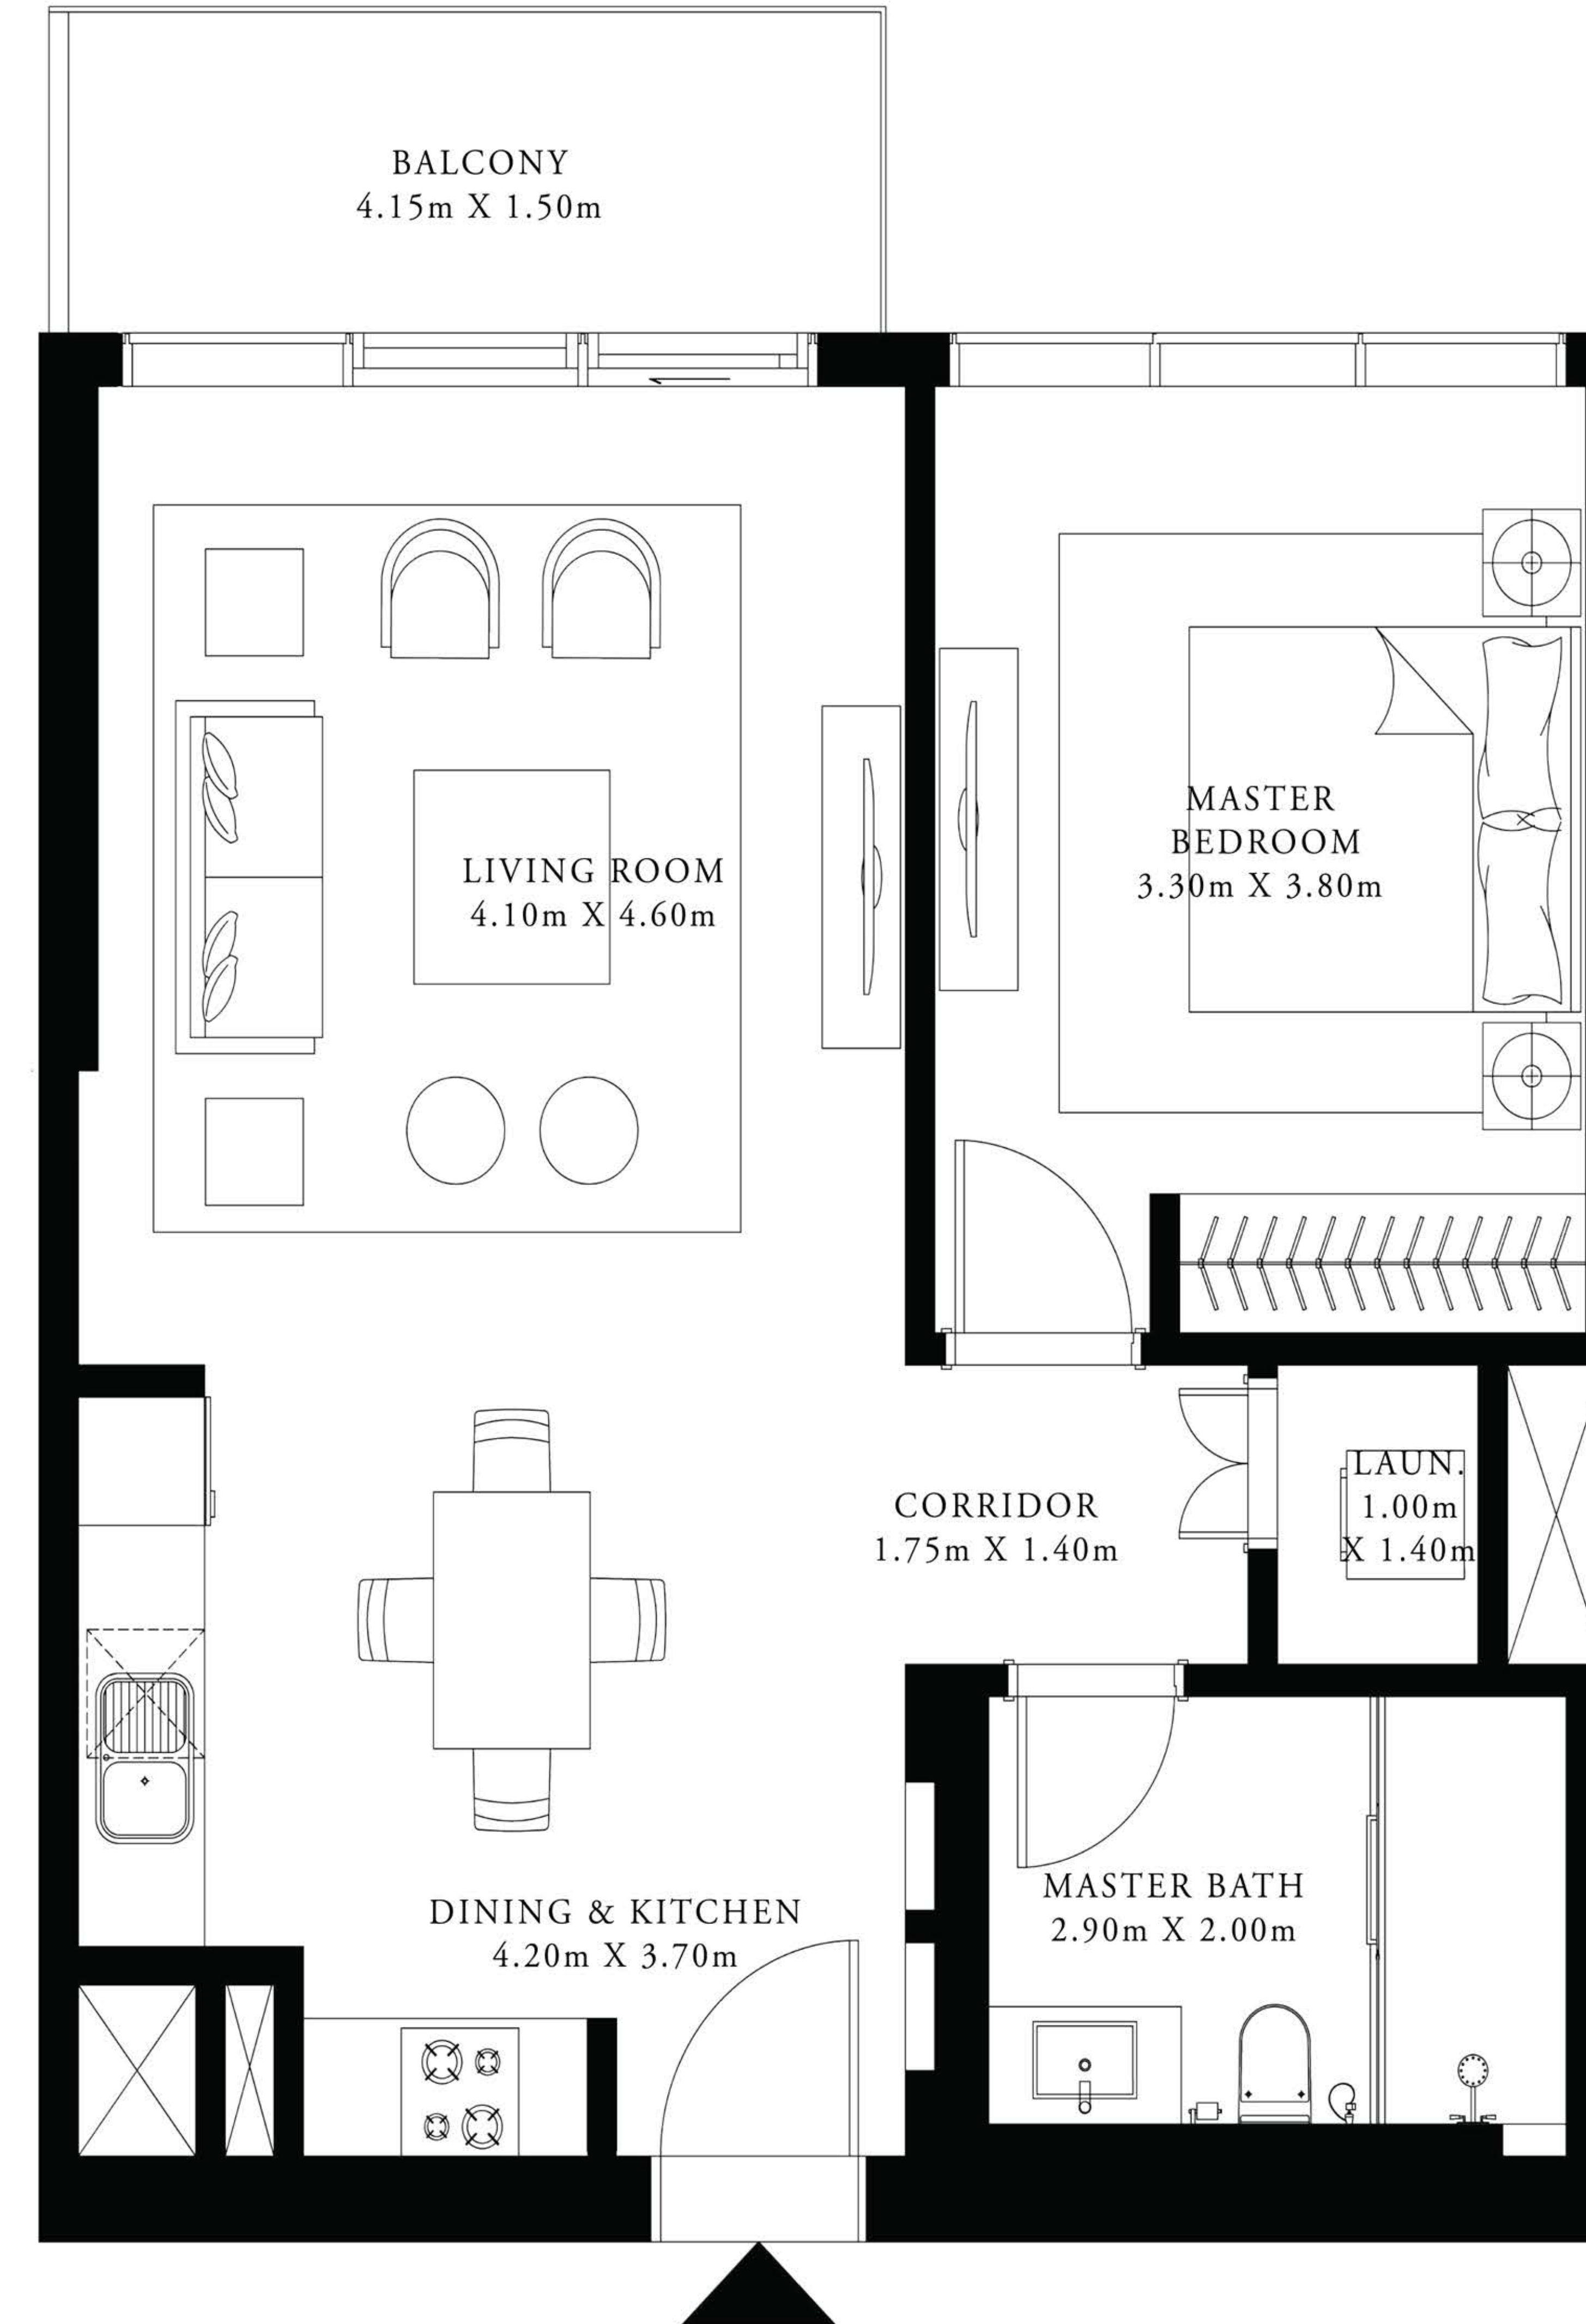 BALCONY
4.15m X 1.50m
LIVING ROOM
4.10m X 4.60m
MASTER
BEDROOM
3.30m X 3.80m
CORRIDOR
1.75m X 1.40m
LAUN.
1.00m
X 1.40m
DINING & KITCHEN
4.20m X 3.70m
MASTER BATH
2.90m X 2.00m